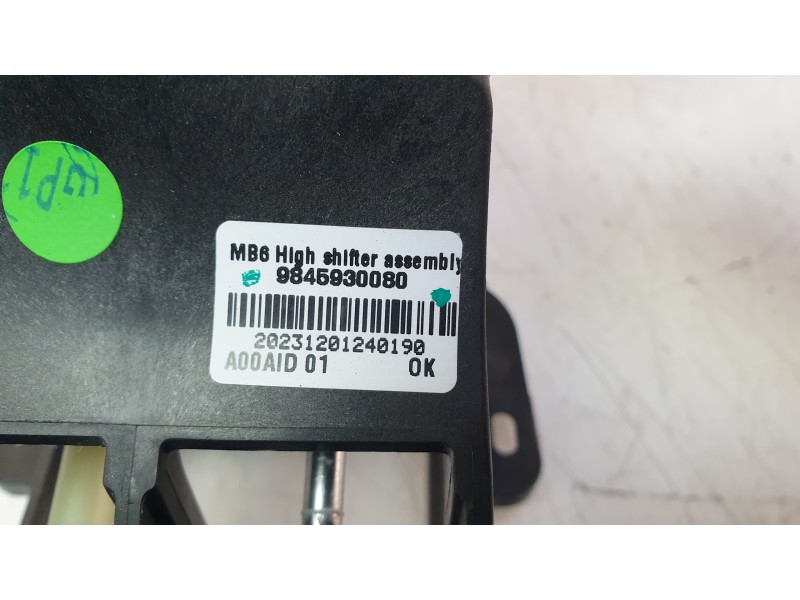 MB6 High shifter assembly
9845930080
20231201240190
A00AID 01 OK